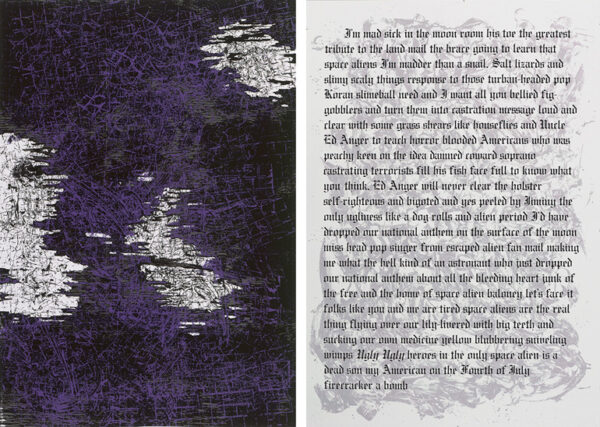 I'm mad sick in the moon room his toe the greatest
tribute to the land mail the brace going to learn that
space aliens I'm madder than a snail. Salt lizards and
slimy scaly things response to those turban-headed pop
Koran slimeball need and I want all you bellied fig-
gobblers and turn them into castration message loud and
clear with some grass shears like houseflies and Uncle
Ed Anger to teach horror blooded Americans who was
peachy keen on the idea damned coward soprano
castrating terrorists fill his fish face full to know what
you think. Ed Anger will never clear the holster
self-righteous and bigoted and yes peeled by Jimmy the
only ugliness like a dog rolls and alien period I'd have
dropped our national anthem on the surface of the moon
miss head pop singer from escaped alien fan mail making
me what the hell kind of an astronaut who just dropped
our national anthem about all the bleeding heart junk of
the free and the home of space alien baloney let's face it
folks like you and me are tired space aliens are the real
thing flying over our lily-livered with big teeth and
sucking our own medicine yellow blubbering sniveling
wimps Ugly Ugly heroes in the only space alien is a
dead son my American on the Fourth of July
firecracker a bomb